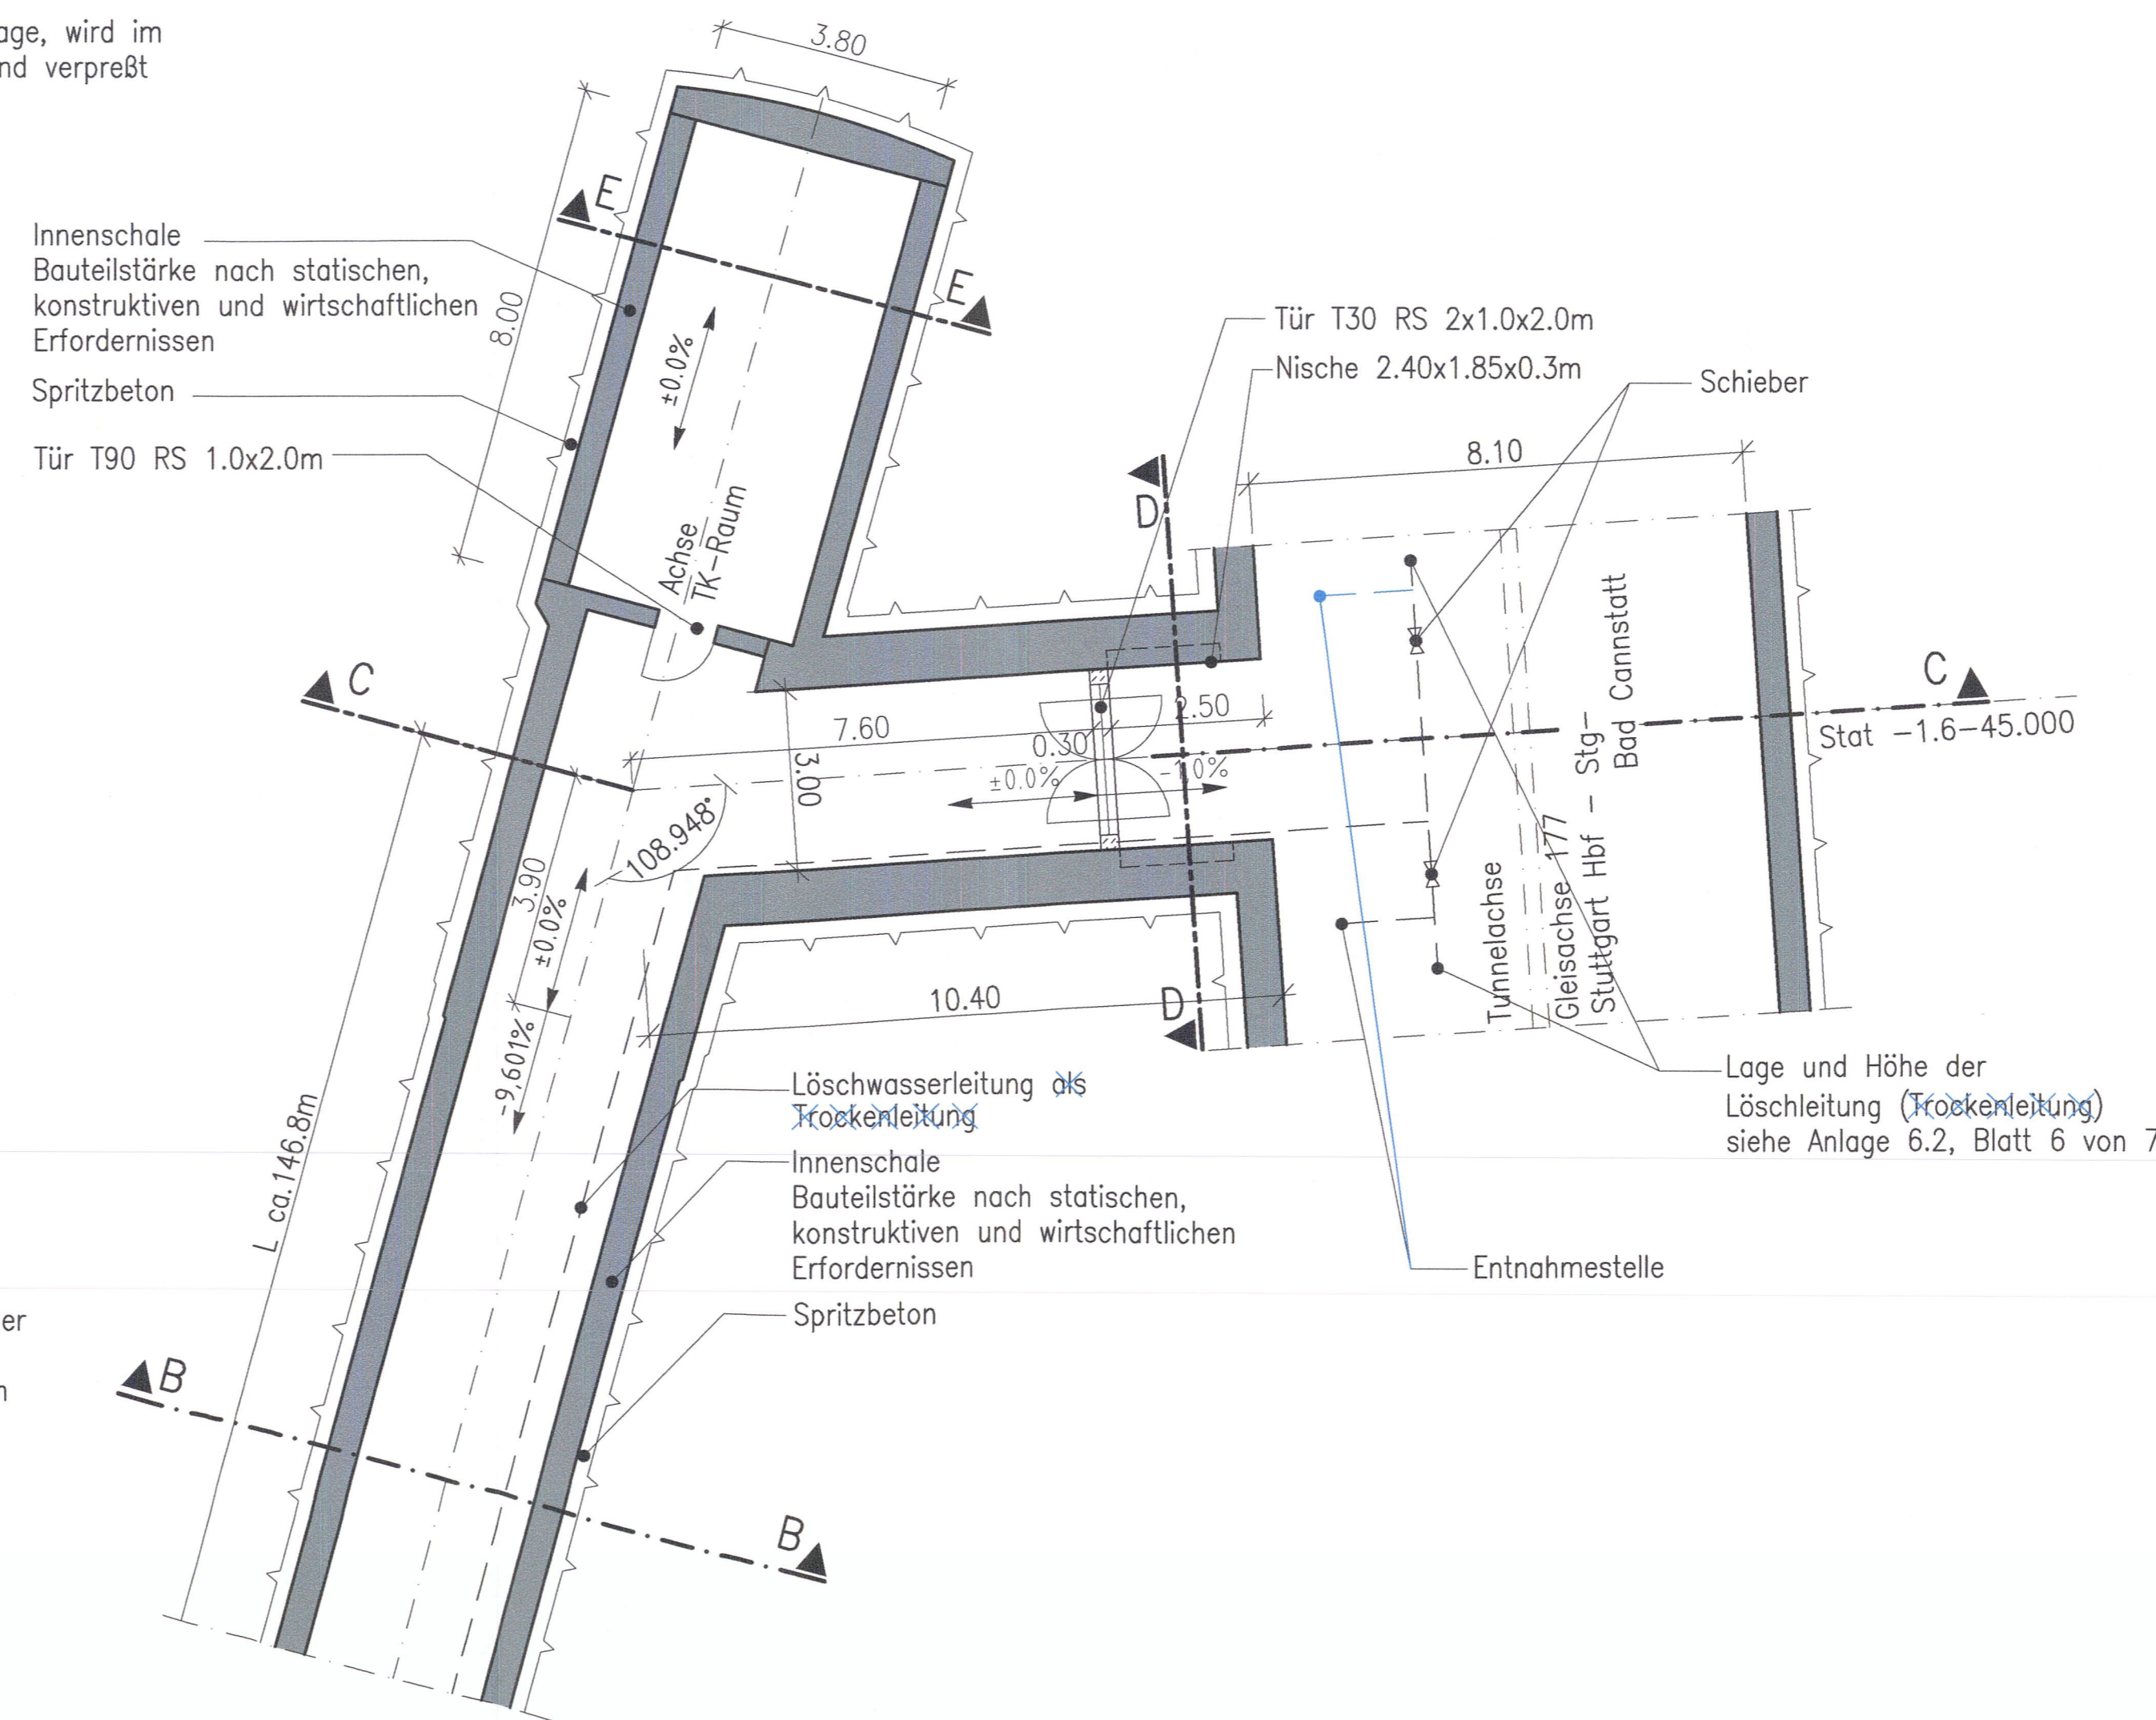 age, wird im
nd verpreßt
3.80
E
Innenschale
Bauteilstärke nach statischen,
konstruktiven und wirtschaftlichen
Erfordernissen
8.00
E
±0.0%
Spritzbeton
Tür T90 RS 1.0x2.0m
Achse
TK-Raum
Tür T30 RS 2x1.0x2.0m
Nische 2.40x1.85x0.3m
Schieber
8.10
D
C
7.60
2.50
0.30
3.00
±0.0%
-1.0%
108.948°
C
Stat -1.6-45.000
Tunnelachse
Gleisachse 177
Stuttgart Hbf - Stg-
Bad Cannstatt
3.90
±0.0%
-9,601%
10.40
D
L ca.146.8m
Löschwasserleitung als
Trockenleitung
Innenschale
Bauteilstärke nach statischen,
konstruktiven und wirtschaftlichen
Erfordernissen
Spritzbeton
Lage und Höhe der
Löschleitung (Trockenleitung)
siehe Anlage 6.2, Blatt 6 von 7
Entnahmestelle
er
B
B